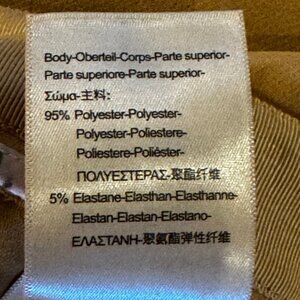 Body-Oberteil-Corps-Parte superior-
Parte superiore-Parte superior-
Σώμα-主料:
95% Polyester-Polyester-
Polyester-Poliestere-
Poliestere-Poliéster-
ΠΟΛΥΕΣΤΕΡΑΣ-聚酯纤维
5% Elastane-Elasthan-Elasthanne-
Elastan-Elastan-Elastano-
ΕΛΑΣΤΑΝΗ-聚氨酯弹性纤维